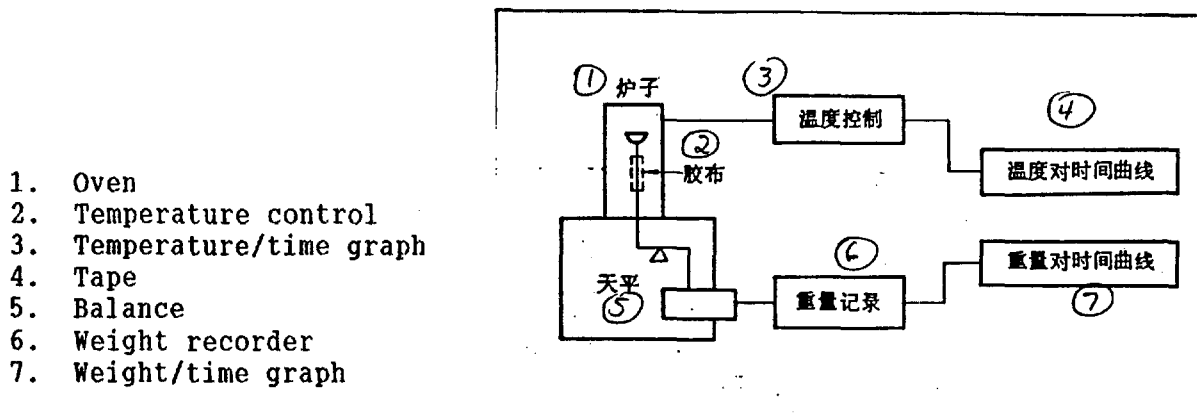 1. Oven
2. Temperature control
3. Temperature/time graph
4. Tape
5. Balance
6. Weight recorder
7. Weight/time graph
① 炉子
③
温度控制
④
温度对时间曲线
②
胶布
天平
⑤
⑥
重量记录
重量对时间曲线
⑦